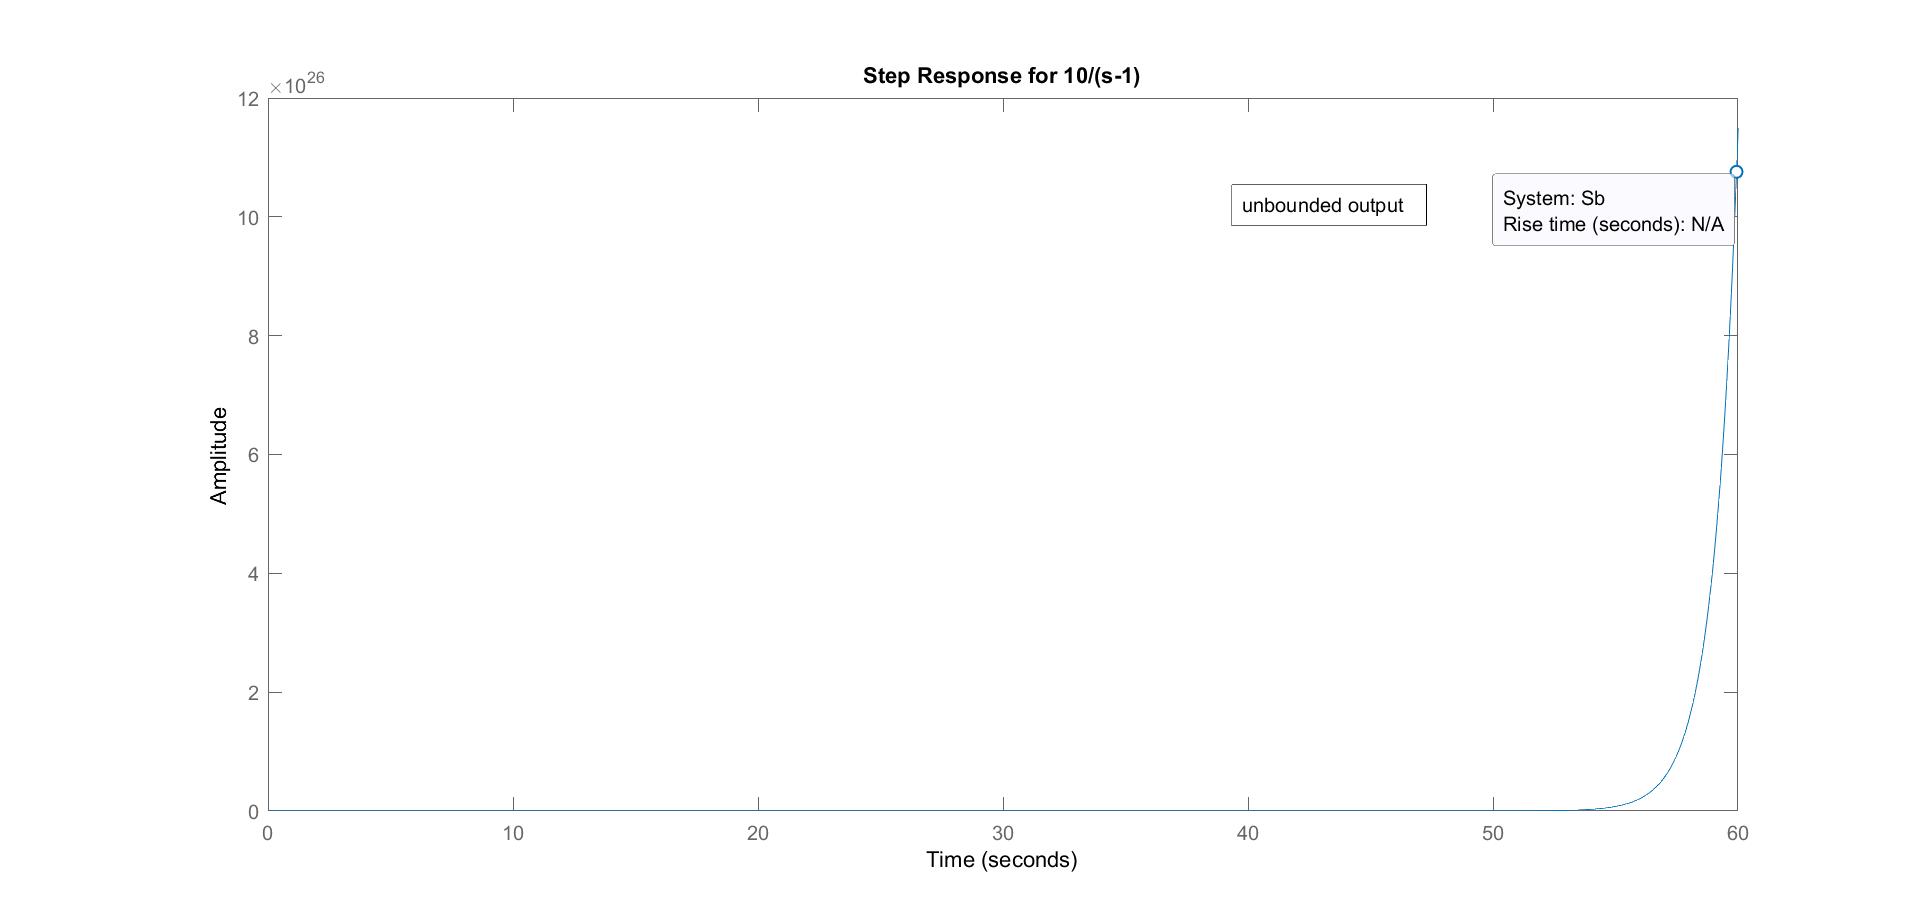 Step Response for 10/(s-1)
×10^26
12
10
8
6
4
2
0
Amplitude
unbounded output
System: Sb
Rise time (seconds): N/A
0 10 20 30 40 50 60
Time (seconds)